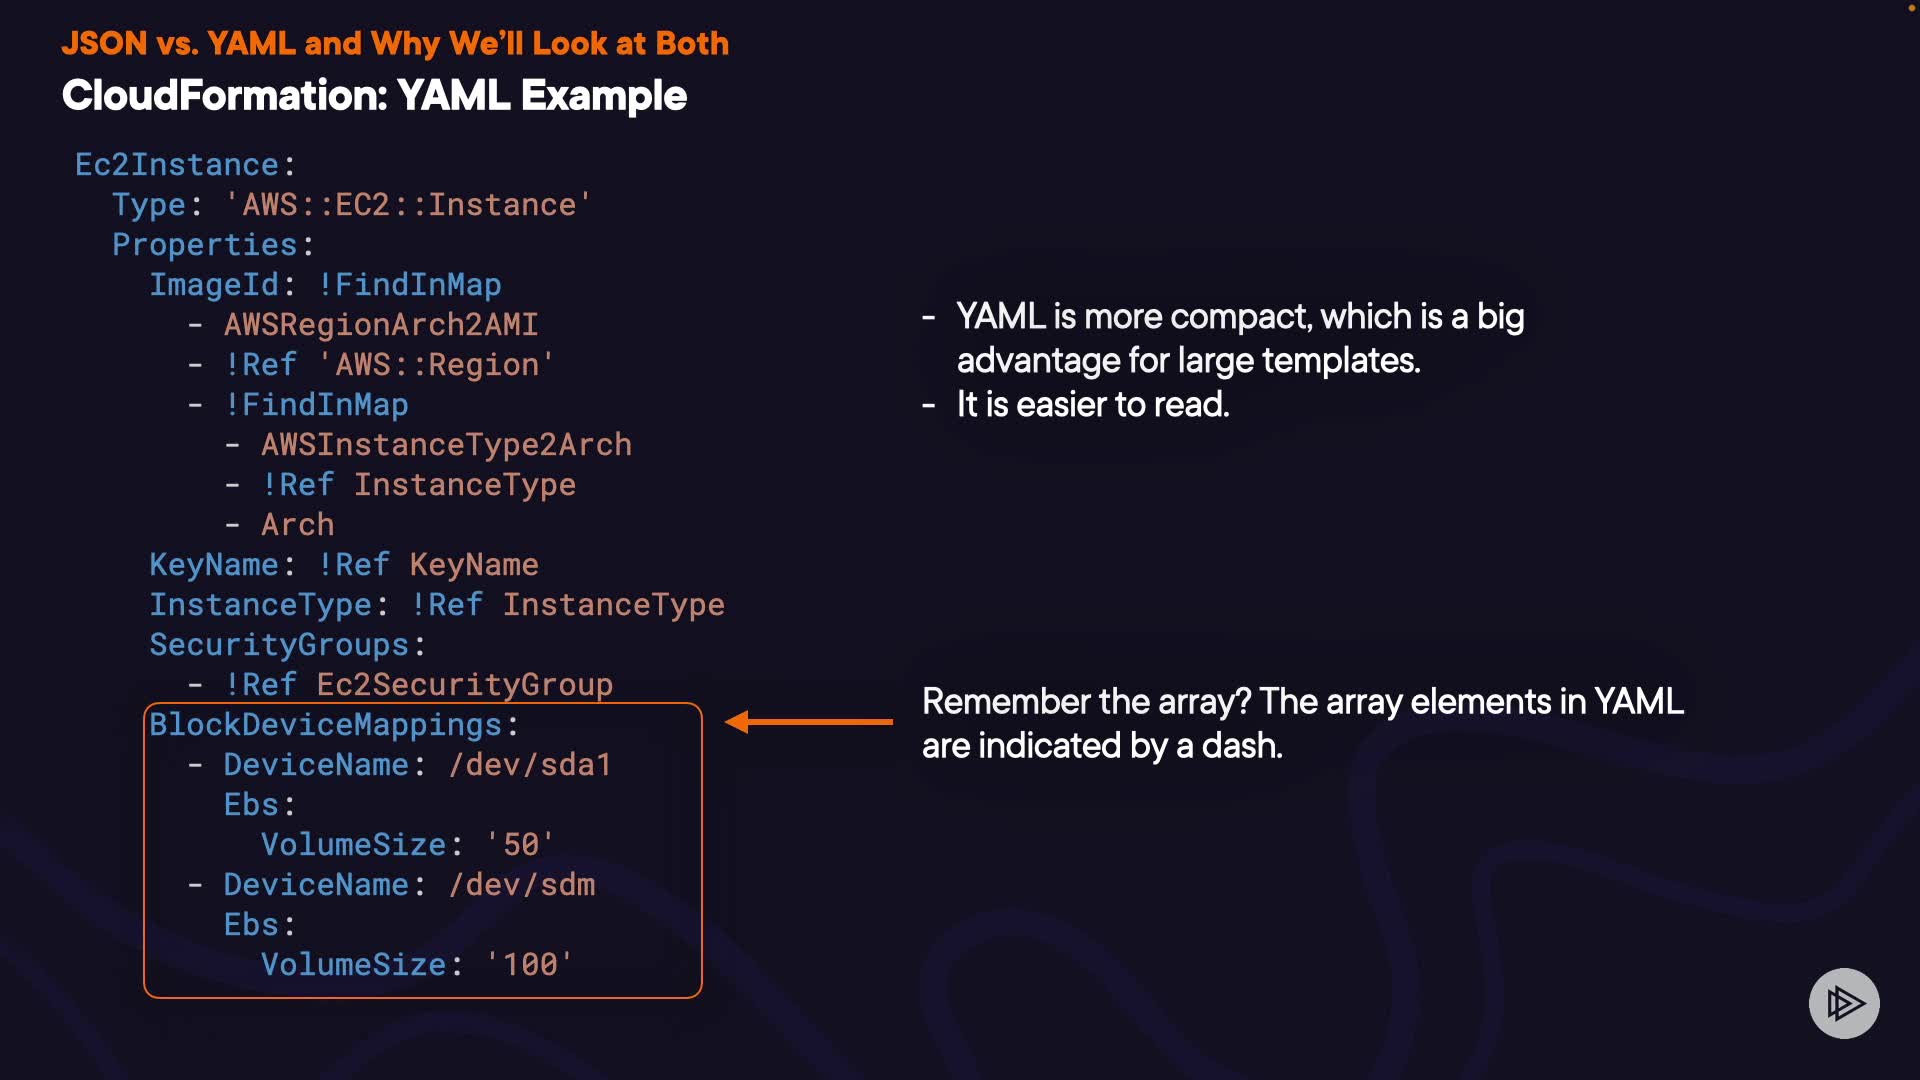 JSON vs. YAML and Why We’ll Look at Both
CloudFormation: YAML Example
Ec2Instance:
  Type: 'AWS::EC2::Instance'
  Properties:
    ImageId: !FindInMap
      - AWSRegionArch2AMI
      - !Ref 'AWS::Region'
      - !FindInMap
        - AWSInstanceType2Arch
        - !Ref InstanceType
        - Arch
    KeyName: !Ref KeyName
    InstanceType: !Ref InstanceType
    SecurityGroups:
      - !Ref Ec2SecurityGroup
    BlockDeviceMappings:
      - DeviceName: /dev/sda1
        Ebs:
          VolumeSize: '50'
      - DeviceName: /dev/sdm
        Ebs:
          VolumeSize: '100'
- YAML is more compact, which is a big
advantage for large templates.
- It is easier to read.
Remember the array? The array elements in YAML
are indicated by a dash.